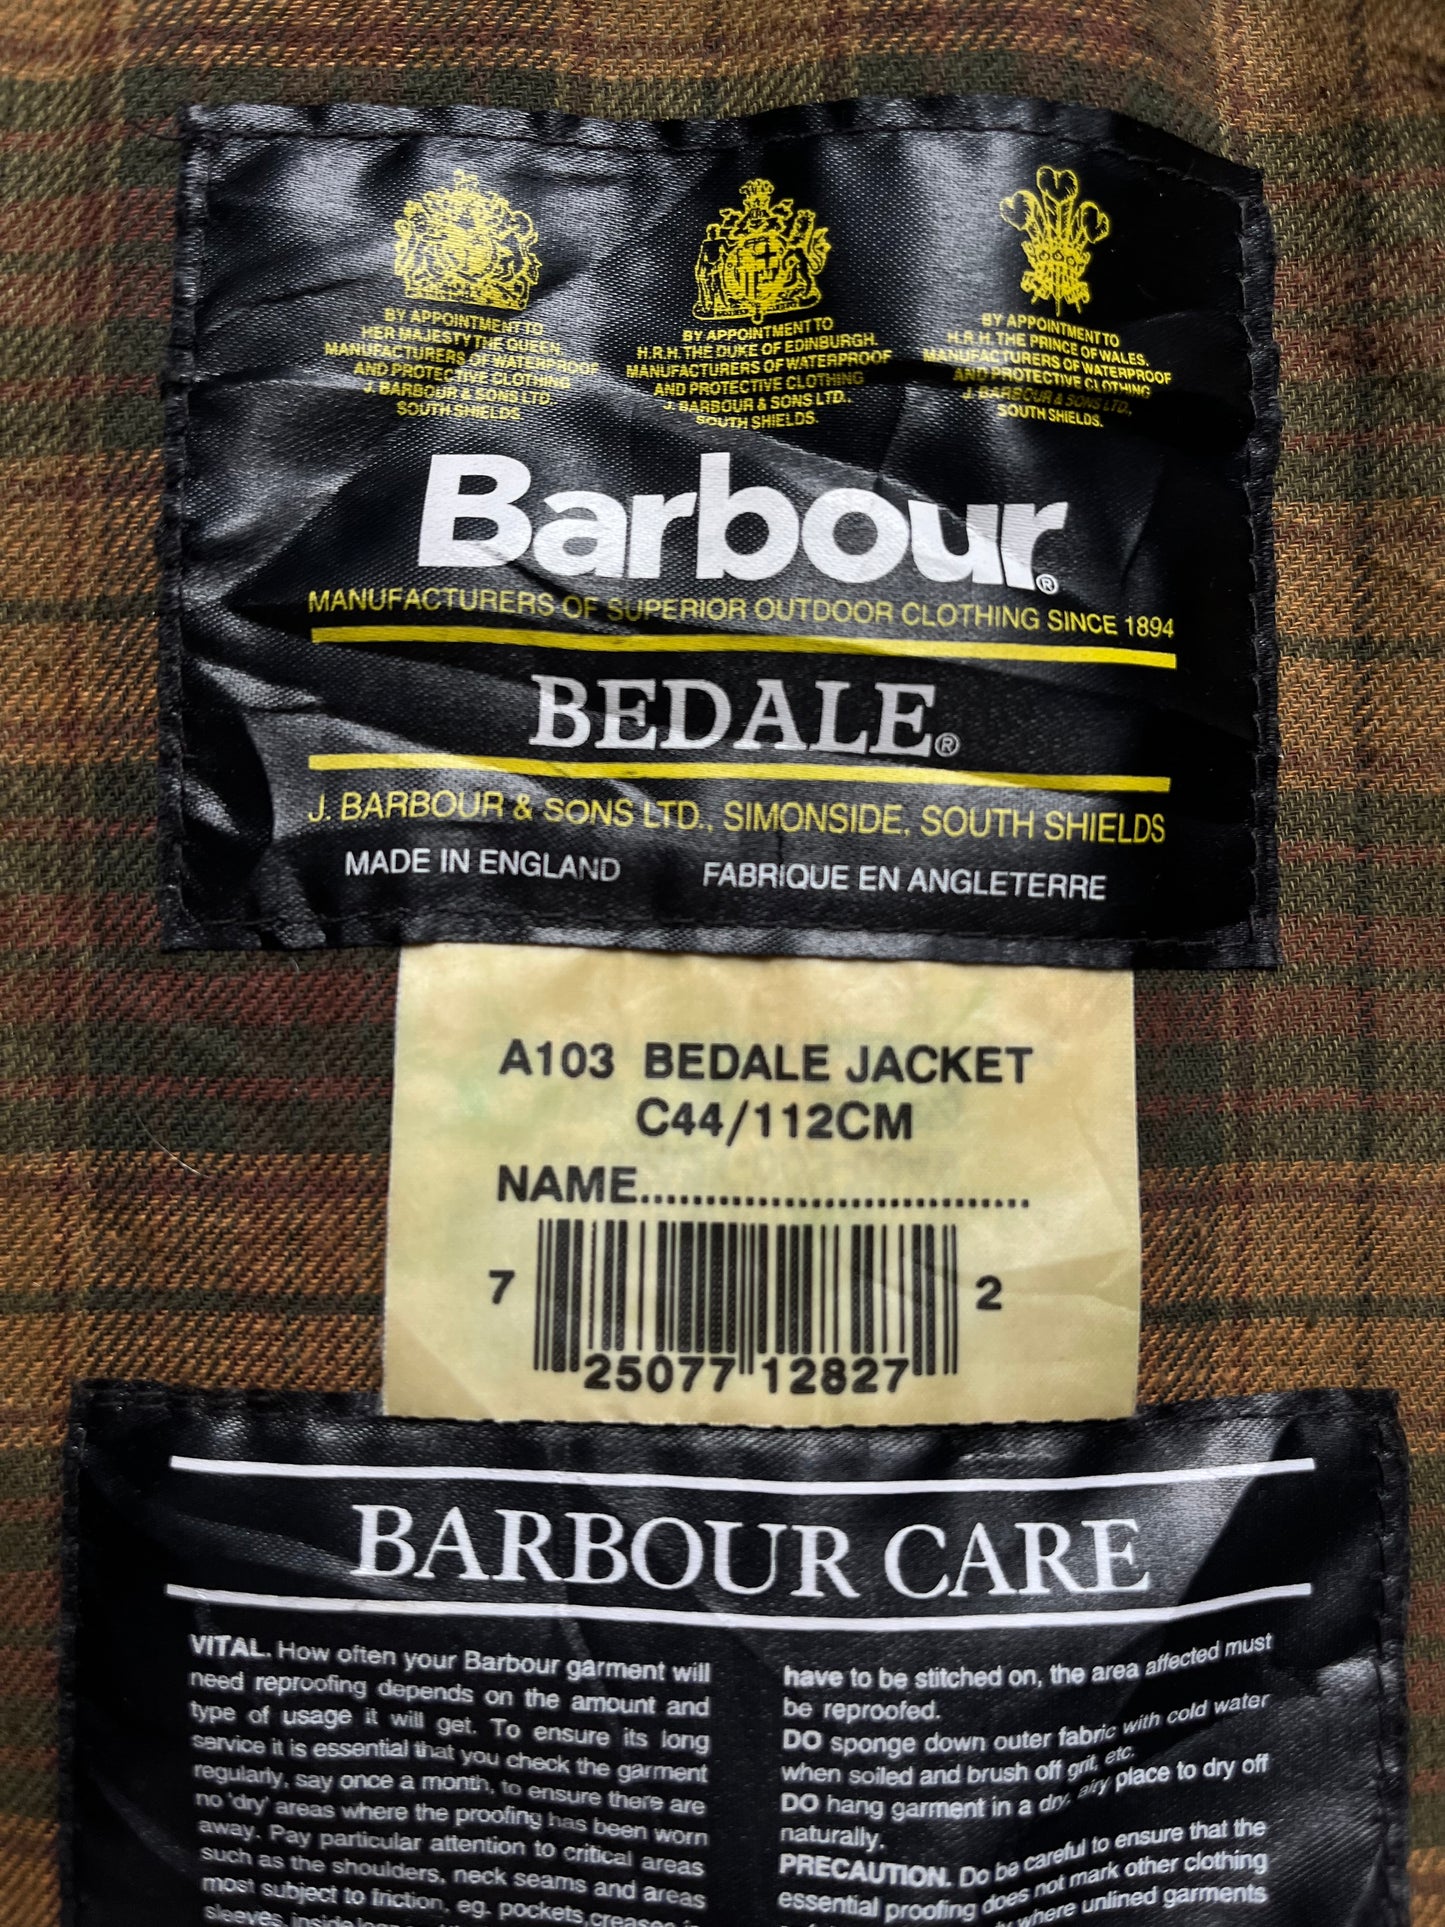 BY APPOINTMENT TO
HER MAJESTY THE QUEEN
MANUFACTURERS OF WATERPROOF
AND PROTECTIVE CLOTHING
J. BARBOUR & SONS LTD.
SOUTH SHIELDS.
BY APPOINTMENT TO
H.R.H. THE DUKE OF EDINBURGH.
MANUFACTURERS OF WATERPROOF
AND PROTECTIVE CLOTHING
J. BARBOUR & SONS LTD.,
SOUTH SHIELDS.
BY APPOINTMENT TO
H.R.H. THE PRINCE OF WALES.
MANUFACTURERS OF WATERPROOF
AND PROTECTIVE CLOTHING
J. BARBOUR & SONS LTD.,
SOUTH SHIELDS.
Barbour®
MANUFACTURERS OF SUPERIOR OUTDOOR CLOTHING SINCE 1894
BEDALE®
J. BARBOUR & SONS LTD., SIMONSIDE, SOUTH SHIELDS
MADE IN ENGLAND FABRIQUE EN ANGLETERRE
A103 BEDALE JACKET
C44/112CM
NAME..............................
7 25077 12827 2
BARBOUR CARE
VITAL. How often your Barbour garment will
need reproofing depends on the amount and
type of usage it will get. To ensure its long
service it is essential that you check the garment
regularly, say once a month, to ensure there are
no 'dry' areas where the proofing has been worn
away. Pay particular attention to critical areas
such as the shoulders, neck seams and areas
most subject to friction, eg. pockets, creases
sleeves, inside
have to be stitched on, the area affected must
be reproofed.
DO sponge down outer fabric with cold water
when soiled and brush off grit, etc.
DO hang garment in a dry, airy place to dry off
naturally.
PRECAUTION. Do be careful to ensure that the
essential proofing does not mark other clothing
where unlined garments